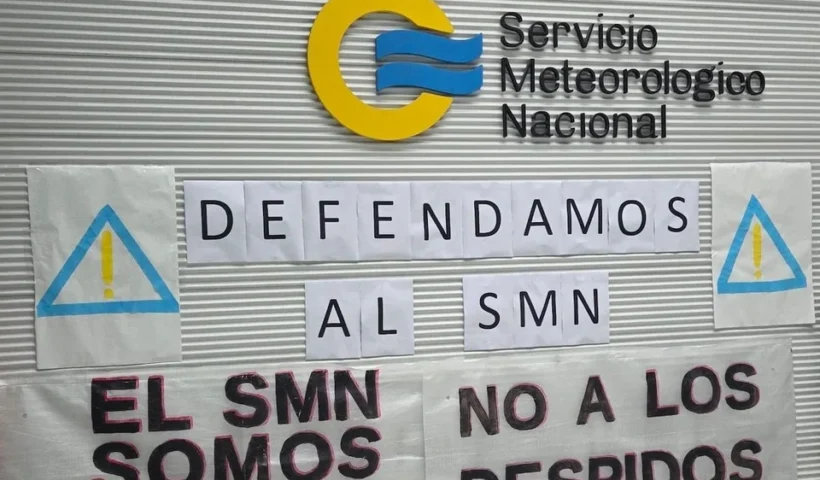 Servicio
Meteorologico
Nacional
DEFENDAMOS
AL SMN
EL SMN
SOMOS
NO A LOS
DESPIDOS